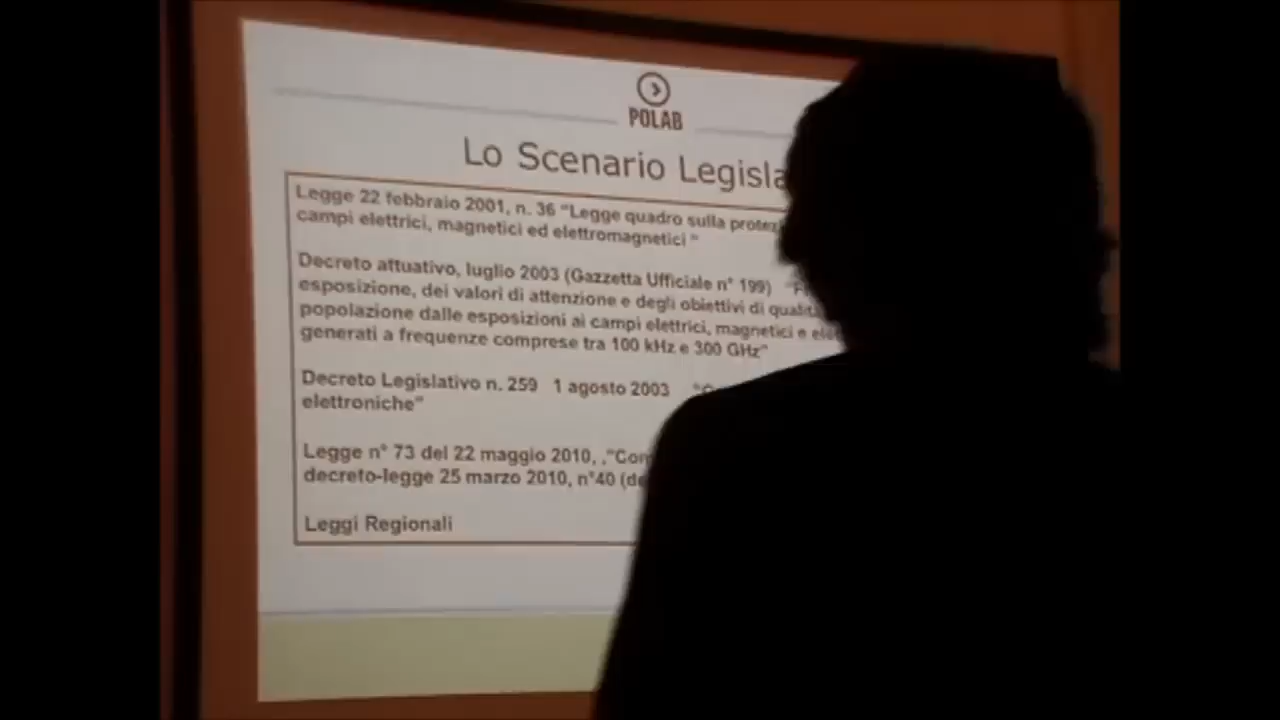 POLAB
Lo Scenario Legisla
Legge 22 febbraio 2001, n. 36 “Legge quadro sulla protez
campi elettrici, magnetici ed elettromagnetici “
Decreto attuativo, luglio 2003 (Gazzetta Ufficiale n° 199) “F
esposizione, dei valori di attenzione e degli obiettivi di qualit
popolazione dalle esposizioni ai campi elettrici, magnetici e ele
generati a frequenze comprese tra 100 kHz e 300 GHz”
Decreto Legislativo n. 259 1 agosto 2003 “C
elettroniche”
Legge n° 73 del 22 maggio 2010, ,”Con
decreto-legge 25 marzo 2010, n°40 (de
Leggi Regionali